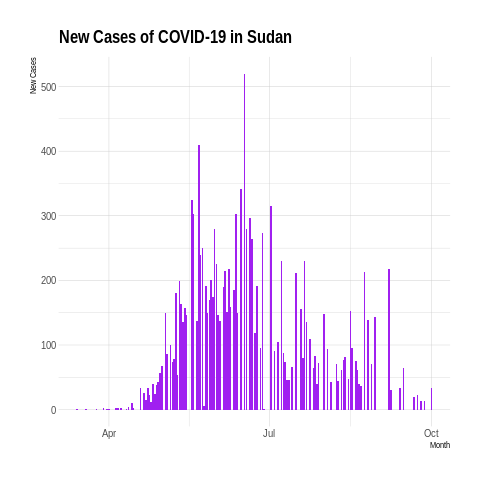 New Cases of COVID-19 in Sudan
New Cases
500
400
300
200
100
0
Apr
Jul
Oct
Month